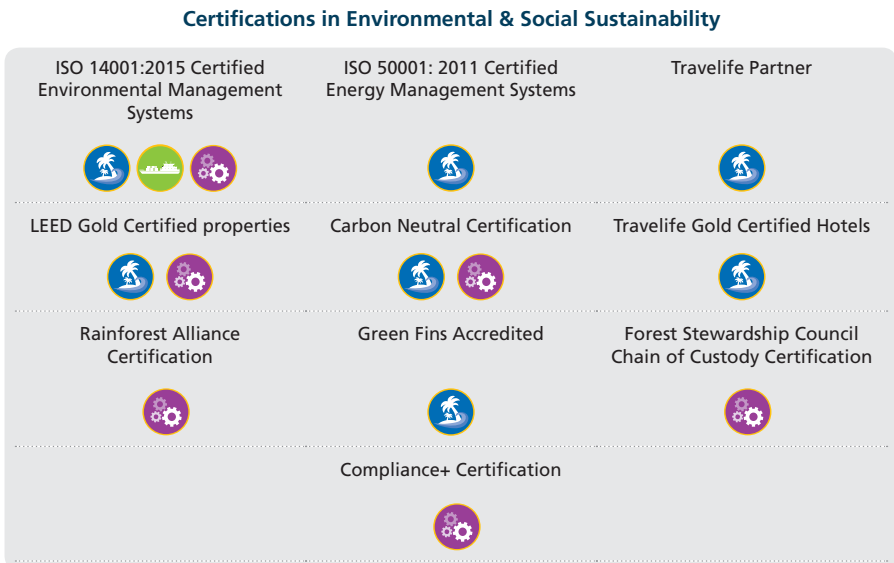 Certifications in Environmental & Social Sustainability
ISO 14001:2015 Certified
Environmental Management
Systems
ISO 50001: 2011 Certified
Energy Management Systems
Travelife Partner
LEED Gold Certified properties
Carbon Neutral Certification
Travelife Gold Certified Hotels
Rainforest Alliance
Certification
Green Fins Accredited
Forest Stewardship Council
Chain of Custody Certification
Compliance+ Certification